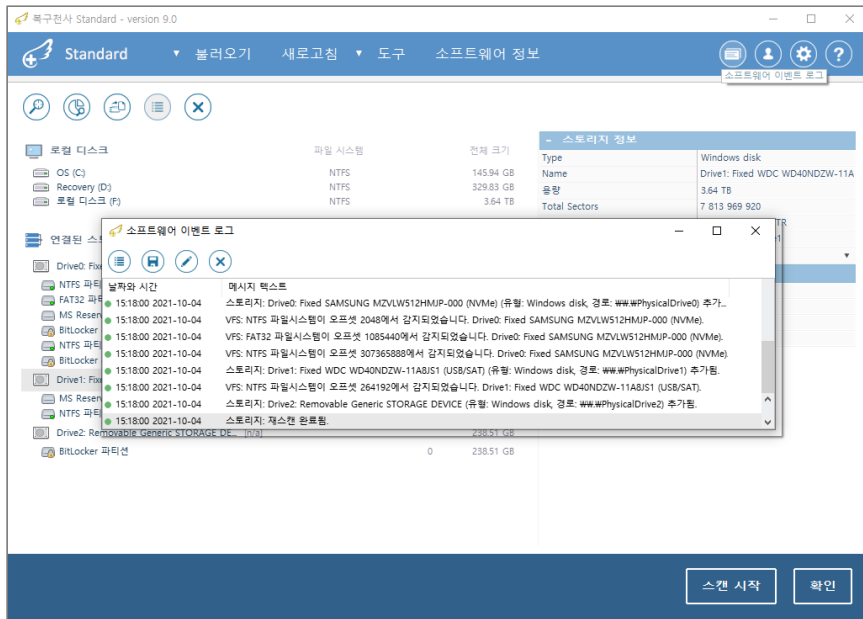 복구전사 Standard - version 9.0
Standard ▼ 불러오기 새로고침 ▼ 도구 소프트웨어 정보
소프트웨어 이벤트 로그
로컬 디스크 파일 시스템 전체 크기
OS (C:) NTFS 145.94 GB
Recovery (D:) NTFS 329.83 GB
로컬 디스크 (F:) NTFS 3.64 TB
– 스토리지 정보
Type Windows disk
Name Drive1: Fixed WDC WD40NDZW-11A
용량 3.64 TB
Total Sectors 7 813 969 920
연결된
Drive0:
NTFS
FAT32
MS
BitLocker
NTFS
BitLocker
Drive1:
MS
NTFS
Drive2: Removable Generic STORAGE DE... [n/a] 238.51 GB
BitLocker 파티션 0 238.51 GB
소프트웨어 이벤트 로그
날짜와 시간 메시지 텍스트
15:18:00 2021-10-04 스토리지: Drive0: Fixed SAMSUNG MZVLW512HMJP-000 (NVMe) (유형: Windows disk, 경로: ₩₩.₩PhysicalDrive0) 추가...
15:18:00 2021-10-04 VFS: NTFS 파일시스템이 오프셋 2048에서 감지되었습니다. Drive0: Fixed SAMSUNG MZVLW512HMJP-000 (NVMe).
15:18:00 2021-10-04 VFS: FAT32 파일시스템이 오프셋 1085440에서 감지되었습니다. Drive0: Fixed SAMSUNG MZVLW512HMJP-000 (NVMe).
15:18:00 2021-10-04 VFS: NTFS 파일시스템이 오프셋 307365888에서 감지되었습니다. Drive0: Fixed SAMSUNG MZVLW512HMJP-000 (NVMe).
15:18:00 2021-10-04 스토리지: Drive1: Fixed WDC WD40NDZW-11A8JS1 (USB/SAT) (유형: Windows disk, 경로: ₩₩.₩PhysicalDrive1) 추가됨.
15:18:00 2021-10-04 VFS: NTFS 파일시스템이 오프셋 264192에서 감지되었습니다. Drive1: Fixed WDC WD40NDZW-11A8JS1 (USB/SAT).
15:18:00 2021-10-04 스토리지: Drive2: Removable Generic STORAGE DEVICE (유형: Windows disk, 경로: ₩₩.₩PhysicalDrive2) 추가됨.
15:18:00 2021-10-04 스토리지: 재스캔 완료됨.
스캔 시작 확인